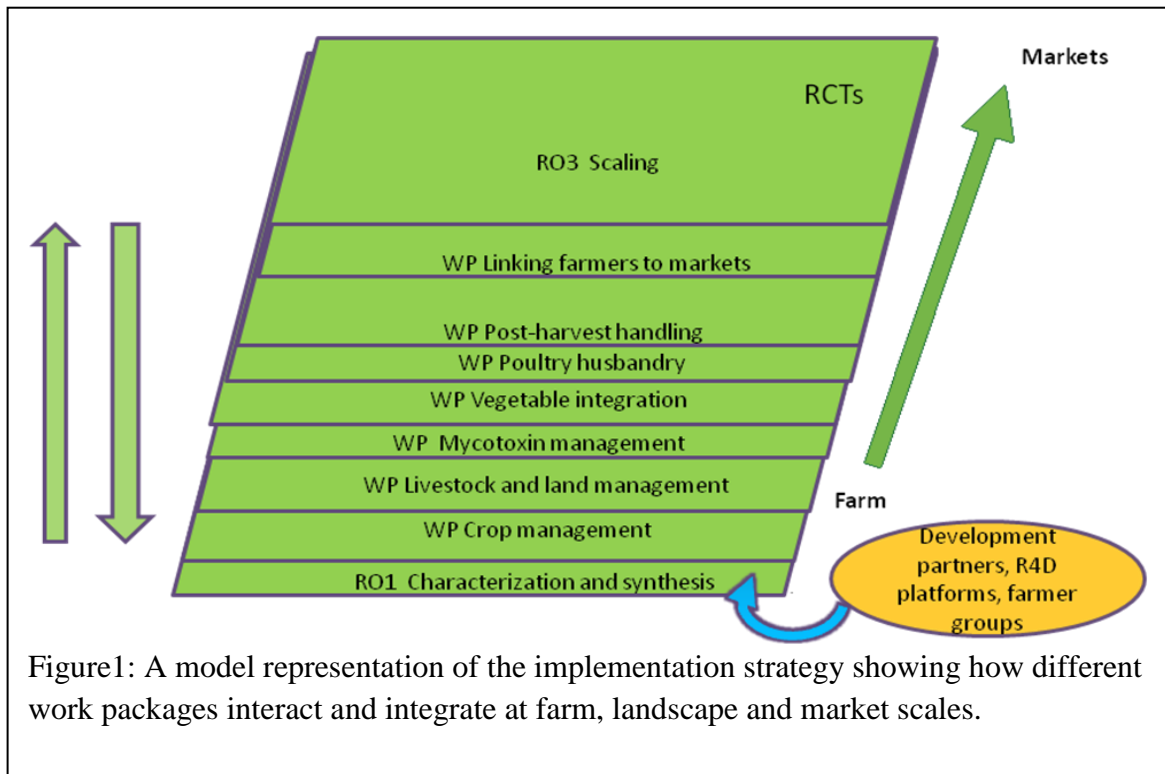 Markets
RCTs
RO3 Scaling
WP Linking farmers to markets
WP Post-harvest handling
WP Poultry husbandry
WP Vegetable integration
WP Mycotoxin management
WP Livestock and land management
Farm
WP Crop management
Development
partners, R4D
platforms, farmer
groups
RO1 Characterization and synthesis
Figure1: A model representation of the implementation strategy showing how different
work packages interact and integrate at farm, landscape and market scales.